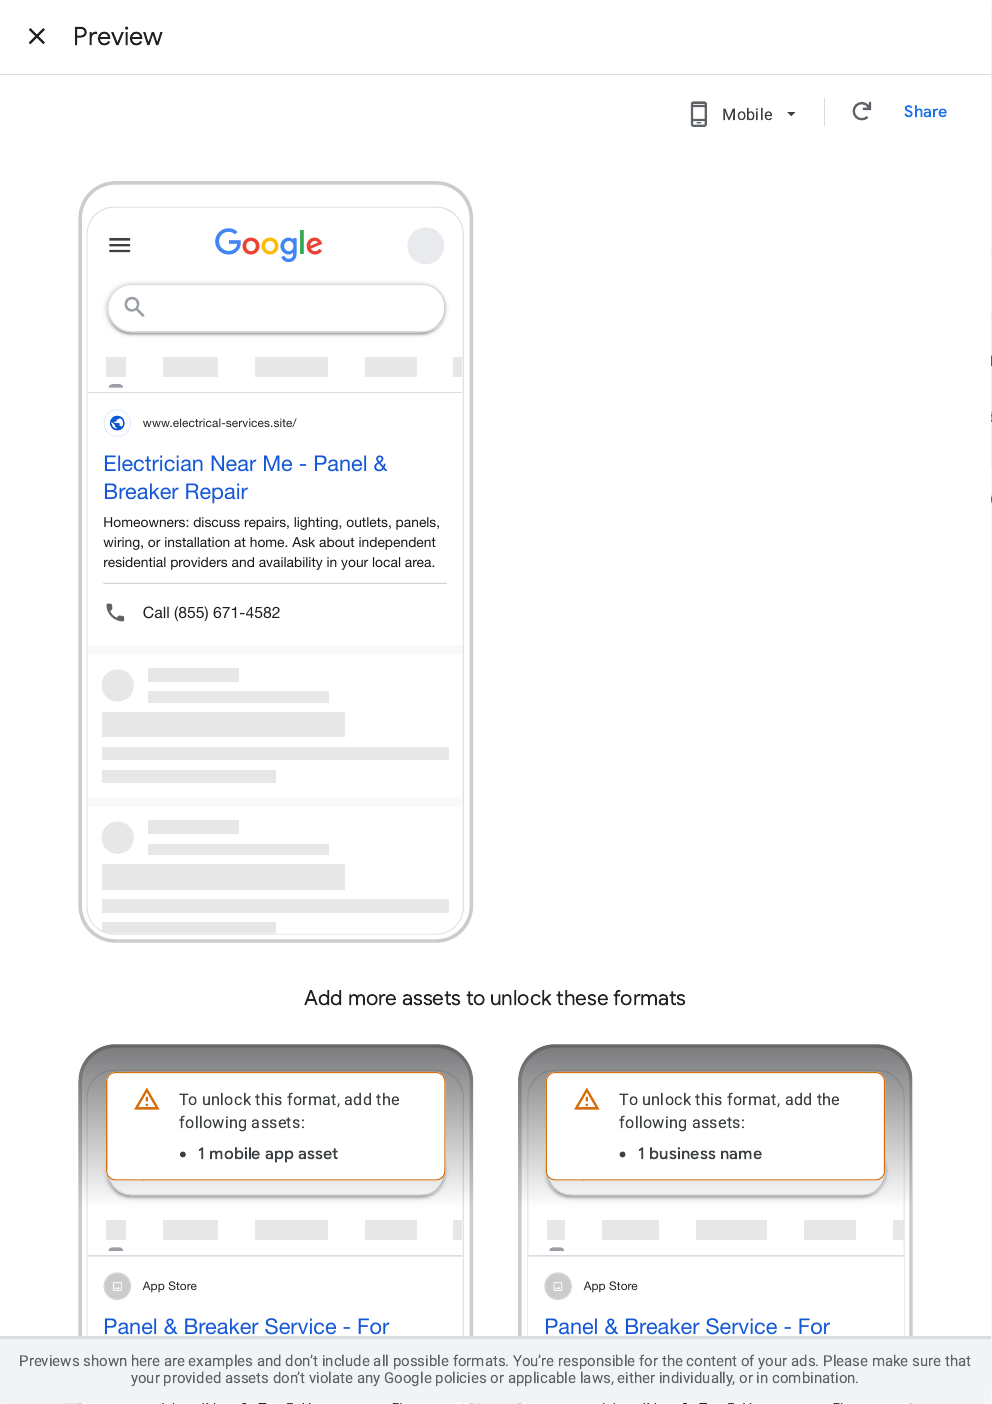 Preview
Mobile
Share
Google
www.electrical-services.site/
Electrician Near Me - Panel &
Breaker Repair
Homeowners: discuss repairs, lighting, outlets, panels,
wiring, or installation at home. Ask about independent
residential providers and availability in your local area.
Call (855) 671-4582
Add more assets to unlock these formats
To unlock this format, add the
following assets:
• 1 mobile app asset
To unlock this format, add the
following assets:
• 1 business name
App Store
Panel & Breaker Service - For
App Store
Panel & Breaker Service - For
Previews shown here are examples and don't include all possible formats. You're responsible for the content of your ads. Please make sure that
your provided assets don't violate any Google policies or applicable laws, either individually, or in combination.